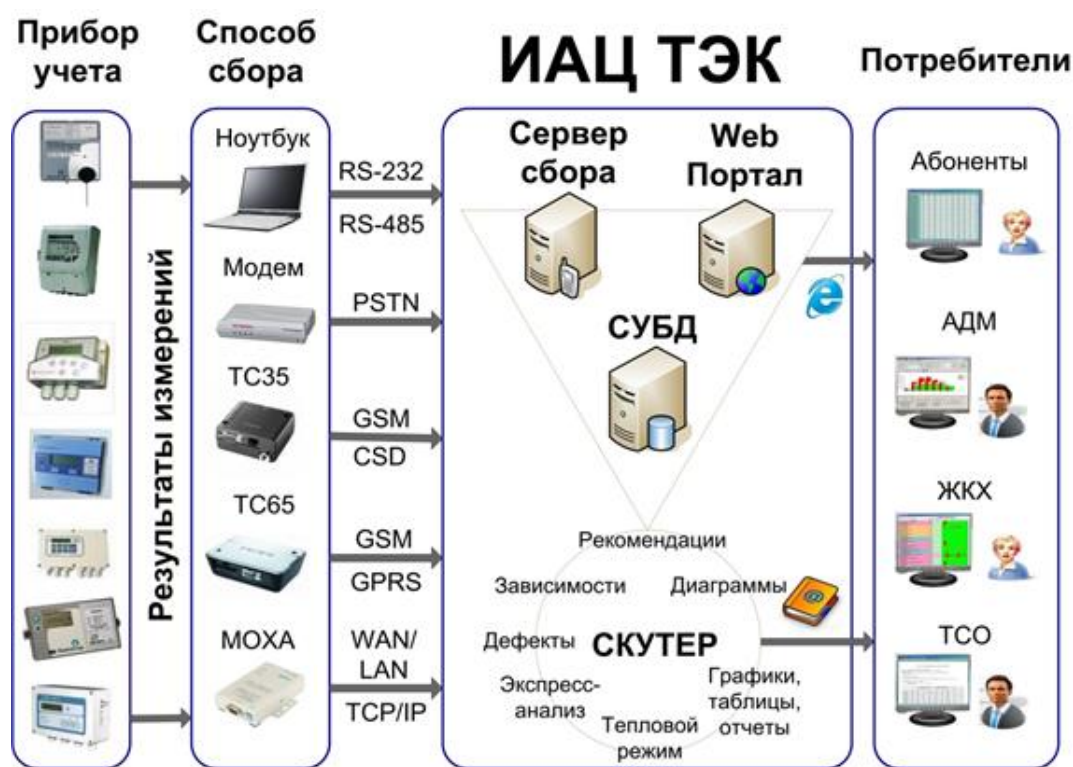 Прибор
учета
Способ
сбора
ИАЦ ТЭК
Потребители
Результаты измерений
Ноутбук
RS-232
RS-485
Модем
PSTN
TC35
GSM
CSD
TC65
GSM
GPRS
MOXA
WAN/
LAN
TCP/IP
Сервер
сбора
Web
Портал
СУБД
Рекомендации
Зависимости
Диаграммы
Дефекты
СКУТЕР
Экспресс-
анализ
Графики,
таблицы,
отчеты
Тепловой
режим
Абоненты
АДМ
ЖКХ
ТСО